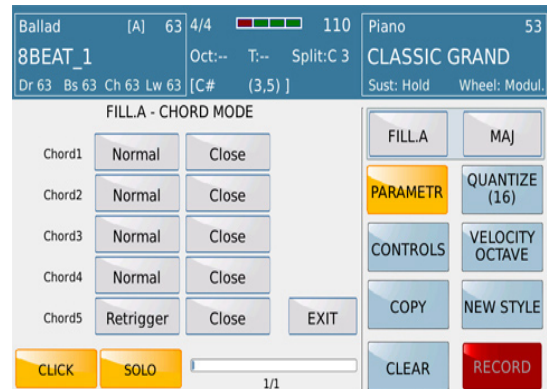 Ballad [A] 63 4/4 110 Piano 53
8BEAT_1 Oct:-- T:-- Split:C 3 CLASSIC GRAND
Dr 63 Bs 63 Ch 63 Lw 63 [C# (3,5) ] Sust: Hold Wheel: Modul.
FILL.A - CHORD MODE
Chord1 Normal Close
Chord2 Normal Close
Chord3 Normal Close
Chord4 Normal Close
Chord5 Retrigger Close EXIT
CLICK SOLO 1/1
FILL.A MAJ
PARAMETR QUANTIZE
(16)
CONTROLS VELOCITY
OCTAVE
COPY NEW STYLE
CLEAR RECORD